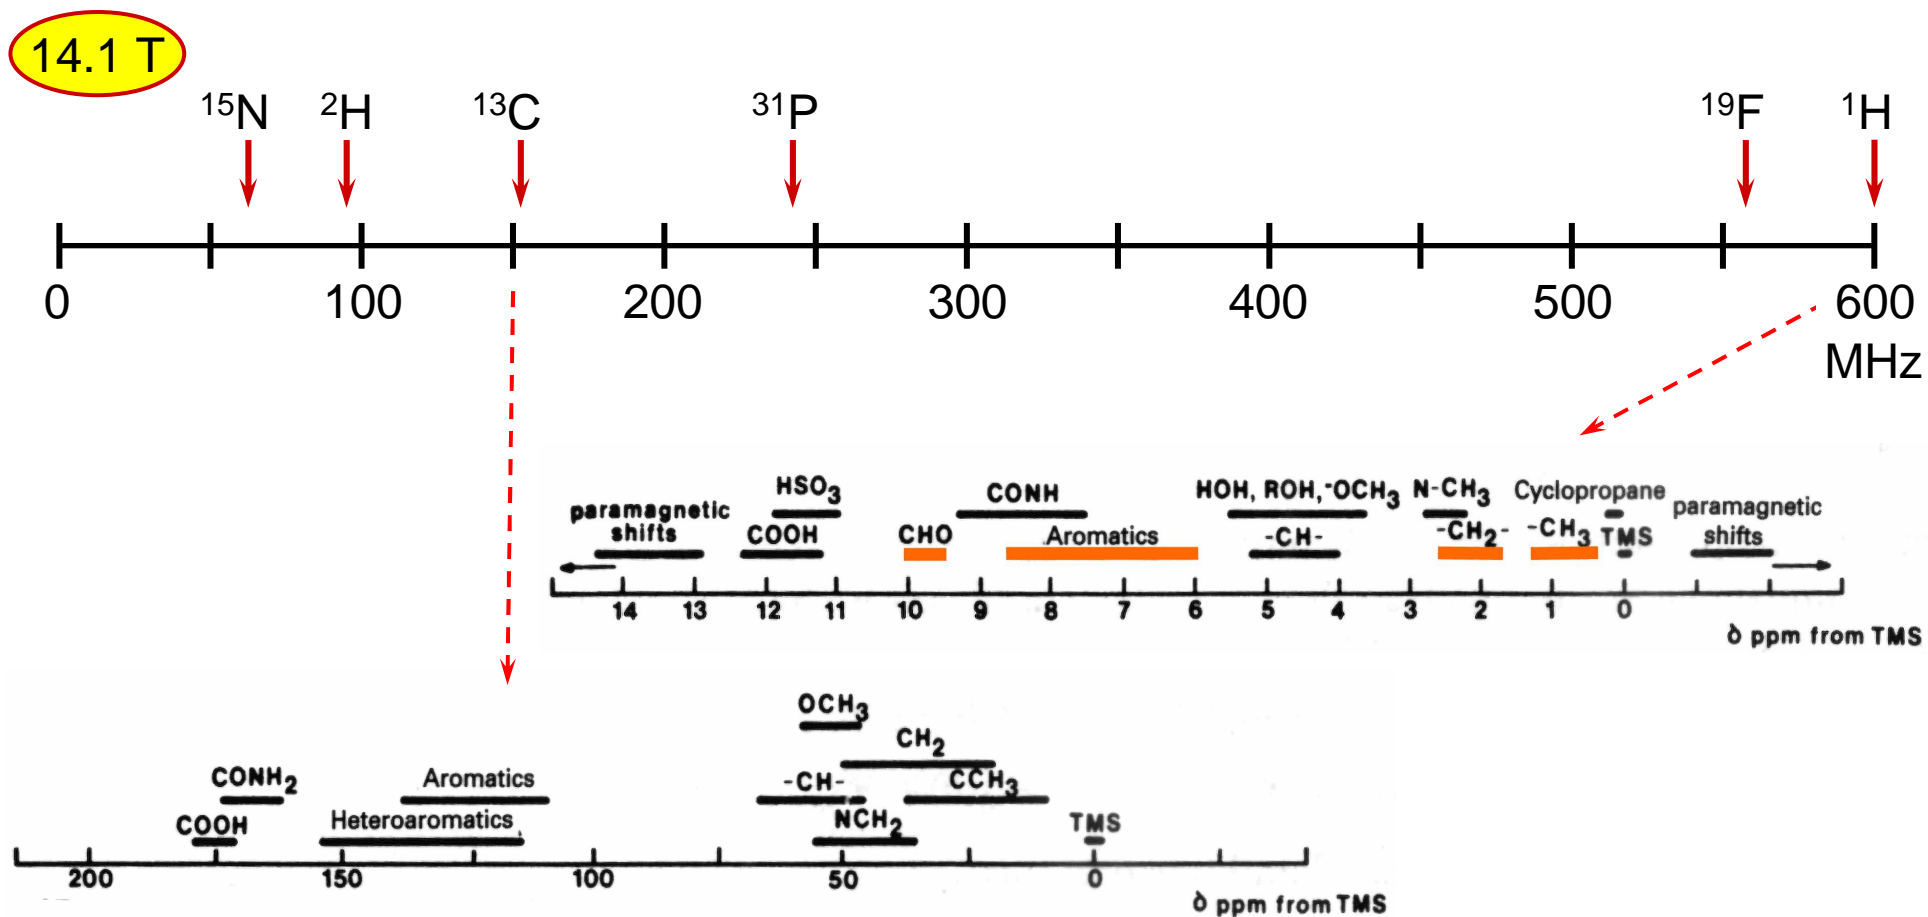 14.1 T
15N 2H 13C 31P 19F 1H
0 100 200 300 400 500 600
MHz
HSO3 CONH HOH, ROH,-OCH3 N-CH3 Cyclopropane
paramagnetic shifts COOH CHO Aromatics -CH- -CH2- -CH3 TMS paramagnetic shifts
14 13 12 11 10 9 8 7 6 5 4 3 2 1 0
δ ppm from TMS
OCH3
CH2
CONH2 Aromatics -CH- CCH3
COOH Heteroaromatics NCH2 TMS
200 150 100 50 0
δ ppm from TMS